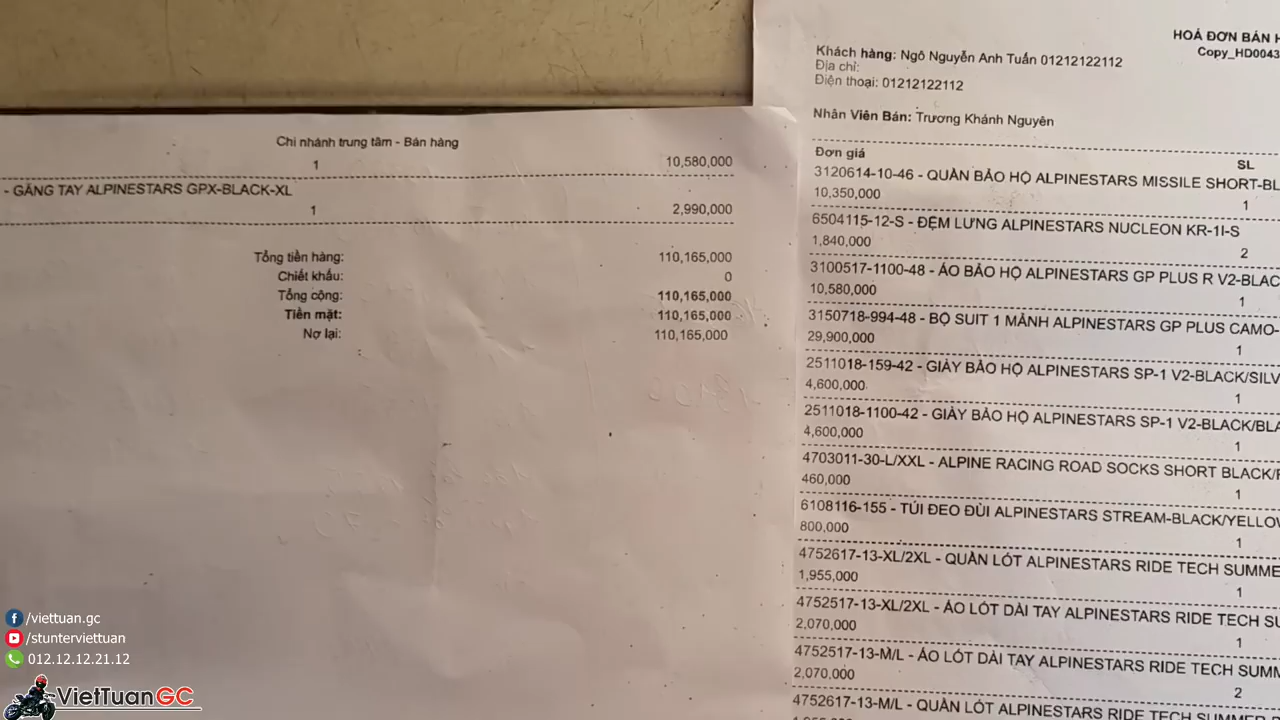 Chi nhánh trung tâm - Bán hàng
1 10,580,000
- GĂNG TAY ALPINESTARS GPX-BLACK-XL
1 2,990,000
Tổng tiền hàng: 110,165,000
Chiết khấu: 0
Tổng cộng: 110,165,000
Tiền mặt: 110,165,000
Nợ lại: 110,165,000
HOÁ ĐƠN BÁN H
Copy_HD0043
Khách hàng: Ngô Nguyễn Anh Tuấn 01212122112
Địa chỉ:
Điện thoại: 01212122112
Nhân Viên Bán: Trương Khánh Nguyên
Đơn giá SL
3120614-10-46 - QUẦN BẢO HỘ ALPINESTARS MISSILE SHORT-BL
10,350,000 1
6504115-12-S - ĐỆM LƯNG ALPINESTARS NUCLEON KR-1I-S
1,840,000 2
3100517-1100-48 - ÁO BẢO HỘ ALPINESTARS GP PLUS R V2-BLAC
10,580,000 1
3150718-994-48 - BỘ SUIT 1 MẢNH ALPINESTARS GP PLUS CAMO-
29,900,000 1
2511018-159-42 - GIÀY BẢO HỘ ALPINESTARS SP-1 V2-BLACK/SILV
4,600,000 1
2511018-1100-42 - GIÀY BẢO HỘ ALPINESTARS SP-1 V2-BLACK/BLA
4,600,000 1
4703011-30-L/XXL - ALPINE RACING ROAD SOCKS SHORT BLACK/
460,000 1
6108116-155 - TÚI ĐEO ĐÙI ALPINESTARS STREAM-BLACK/YELLOW
800,000 1
4752617-13-XL/2XL - QUẦN LÓT ALPINESTARS RIDE TECH SUMME
1,955,000 1
4752517-13-XL/2XL - ÁO LÓT DÀI TAY ALPINESTARS RIDE TECH SU
2,070,000 1
4752517-13-M/L - ÁO LÓT DÀI TAY ALPINESTARS RIDE TECH SUMM
2,070,000 2
4752617-13-M/L - QUẦN LÓT ALPINESTARS RIDE TECH SUMMER
/viettuan.gc
/stunterviettuan
012.12.12.21.12
VietTuanGC